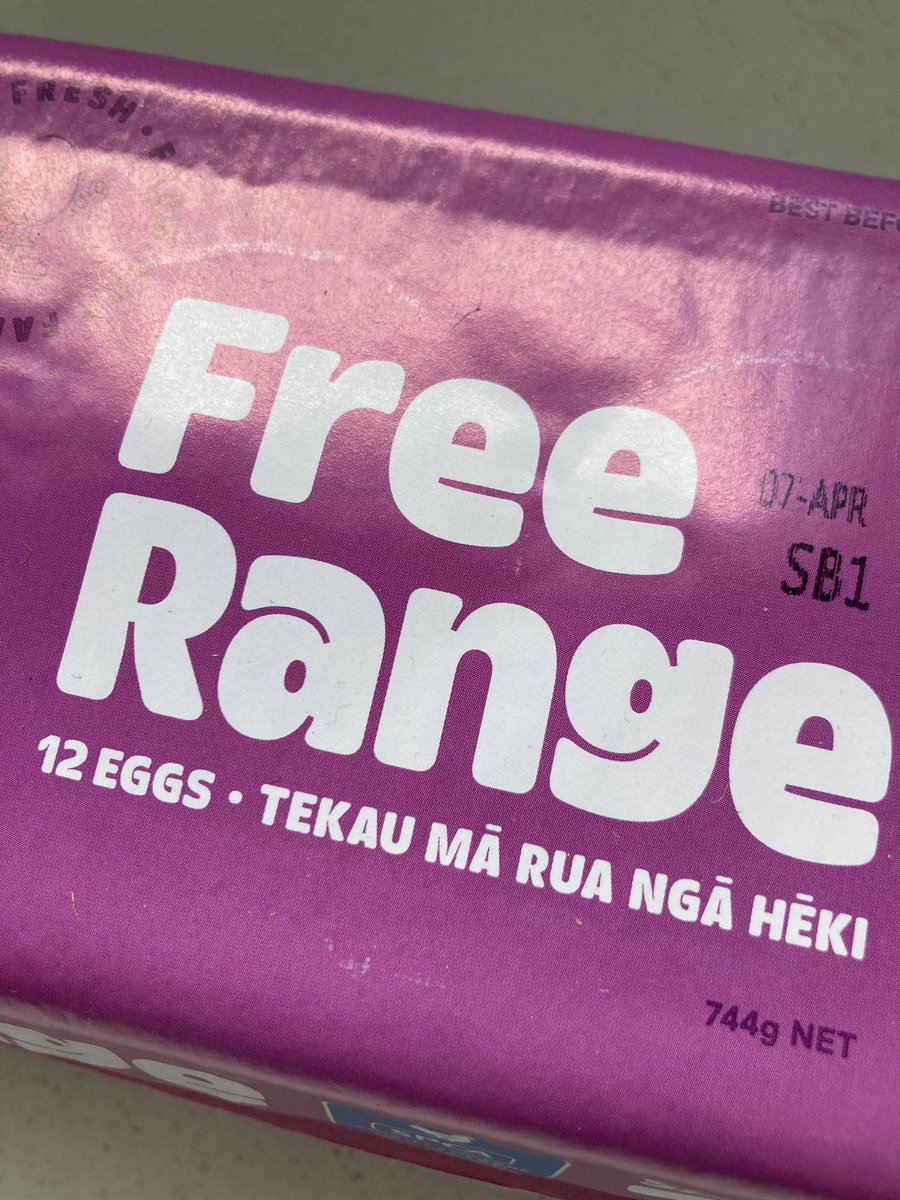 FRESH
BEST BEFO
Free
Range
07-APR
SB1
12 EGGS · TEKAU MĀ RUA NGĀ HĒKI
744g NET